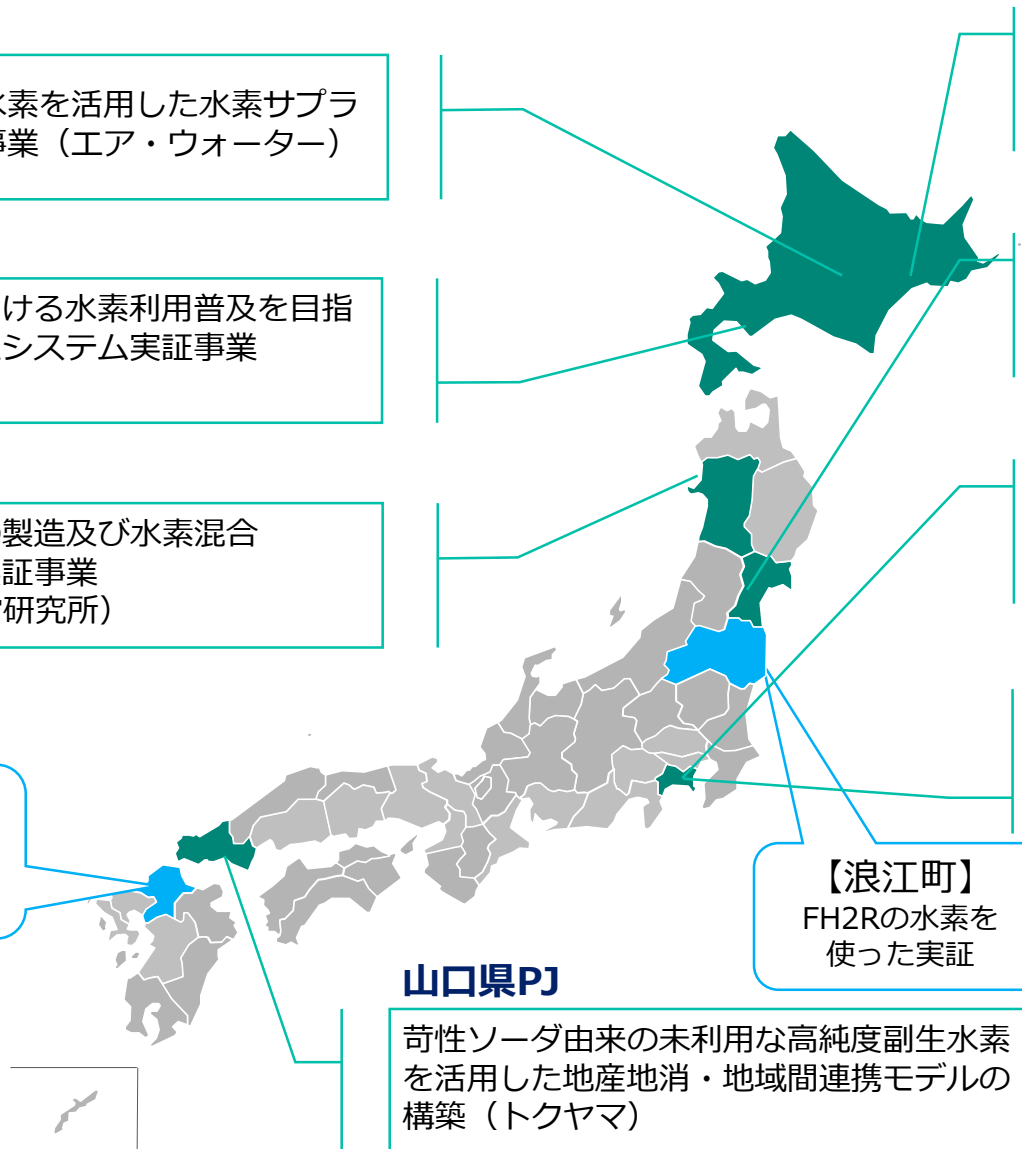 水素を活用した水素サプラ
事業（エア・ウォーター）
ける水素利用普及を目指
システム実証事業
製造及び水素混合
証事業
研究所）
【浪江町】
FH2Rの水素を
使った実証
山口県PJ
苛性ソーダ由来の未利用な高純度副生水素
を活用した地産地消・地域間連携モデルの
構築（トクヤマ）